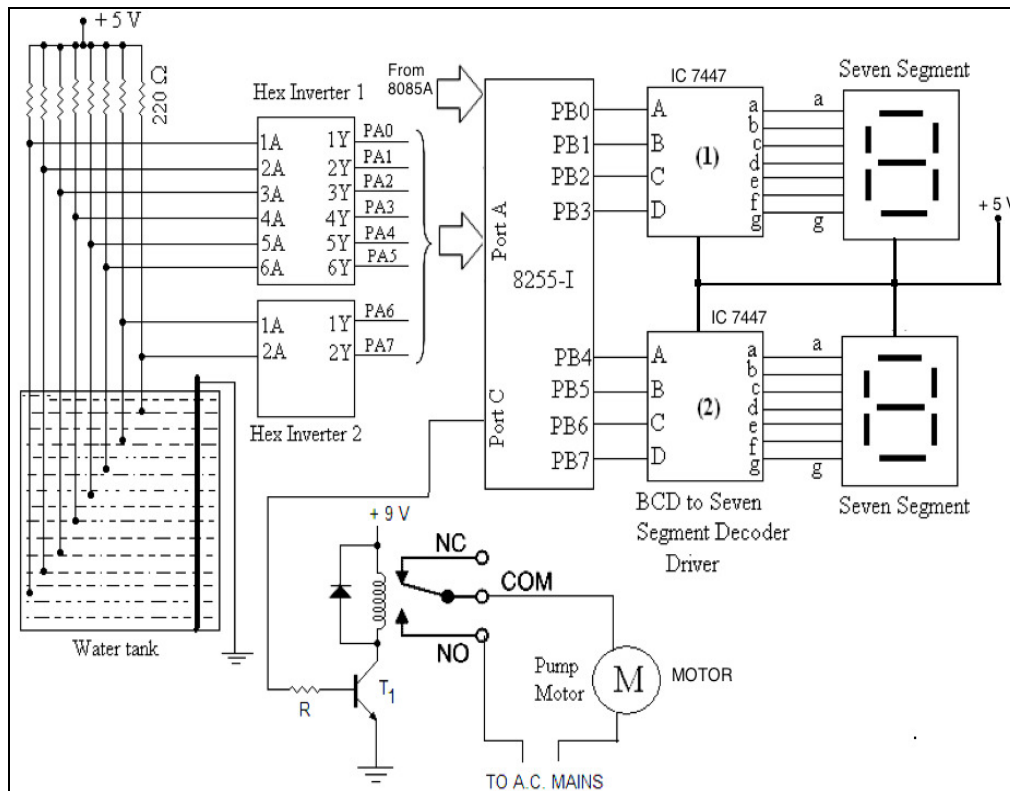 + 5 V
220 Ω
Hex Inverter 1
1A 1Y PA0
2A 2Y PA1
3A 3Y PA2
4A 4Y PA3
5A 5Y PA4
6A 6Y PA5
1A 1Y PA6
2A 2Y PA7
Hex Inverter 2
From
8085A
Port A
8255-I
Port C
PB0
PB1
PB2
PB3
PB4
PB5
PB6
PB7
IC 7447
A
B
C
D
(1)
a
b
c
d
e
f
g
a
g
Seven Segment
+ 5 V
IC 7447
A
B
C
D
(2)
a
b
c
d
e
f
g
a
g
BCD to Seven
Segment Decoder
Driver
Seven Segment
Water tank
+ 9 V
NC
COM
NO
R
T1
Pump
Motor
M
MOTOR
TO A.C. MAINS